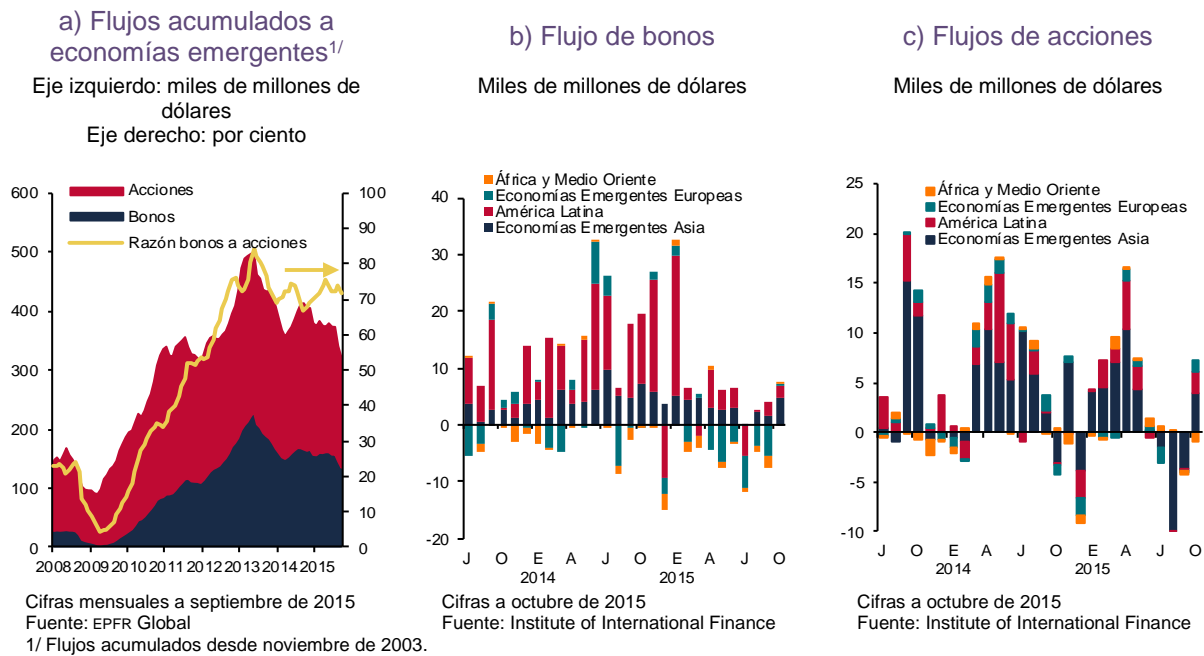 a) Flujos acumulados a
economías emergentes1/
Eje izquierdo: miles de millones de
dólares
Eje derecho: por ciento
600
500
400
300
200
100
0
100
90
80
70
60
50
40
30
20
10
0
Acciones
Bonos
Razón bonos a acciones
2008 2009 2010 2011 2012 2013 2014 2015
Cifras mensuales a septiembre de 2015
Fuente: EPFR Global
1/ Flujos acumulados desde noviembre de 2003.
b) Flujo de bonos
Miles de millones de dólares
40
30
20
10
0
-10
-20
África y Medio Oriente
Economías Emergentes Europeas
América Latina
Economías Emergentes Asia
J O E A J O E A J O
2014 2015
Cifras a octubre de 2015
Fuente: Institute of International Finance
c) Flujos de acciones
Miles de millones de dólares
25
20
15
10
5
0
-5
-10
África y Medio Oriente
Economías Emergentes Europeas
América Latina
Economías Emergentes Asia
J O E A J O E A J O
2014 2015
Cifras a octubre de 2015
Fuente: Institute of International Finance